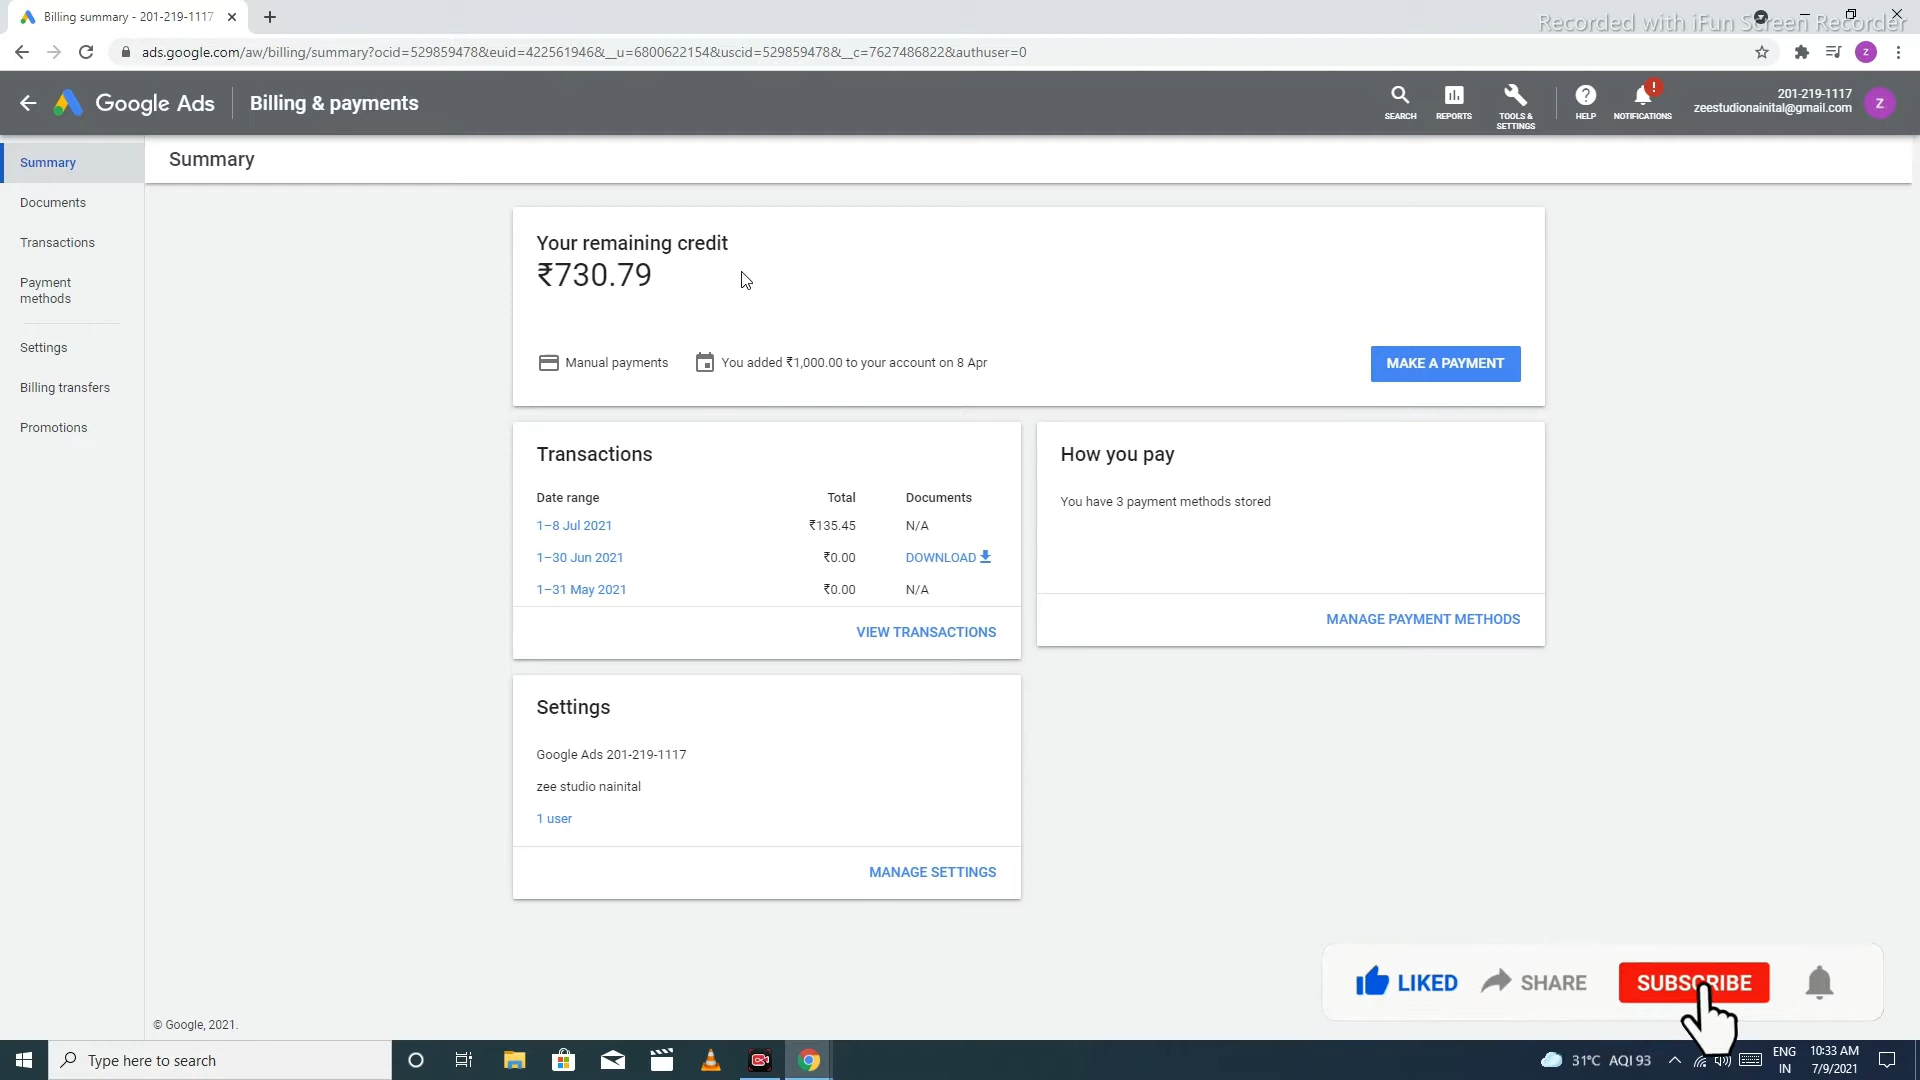 Billing summary - 201-219-1117
Recorded with iFun Screen Recorder
ads.google.com/aw/billing/summary?ocid=529859478&euid=422561946&__u=6800622154&uscid=529859478&__c=7627486822&authuser=0
z
Google Ads
Billing & payments
SEARCH
REPORTS
TOOLS &
SETTINGS
HELP
!
NOTIFICATIONS
201-219-1117
zeestudionainital@gmail.com
Z
Summary
Documents
Transactions
Payment
methods
Settings
Billing transfers
Promotions
Summary
Your remaining credit
₹730.79
Manual payments
You added ₹1,000.00 to your account on 8 Apr
MAKE A PAYMENT
Transactions
Date range Total Documents
1–8 Jul 2021 ₹135.45 N/A
1–30 Jun 2021 ₹0.00 DOWNLOAD
1–31 May 2021 ₹0.00 N/A
VIEW TRANSACTIONS
How you pay
You have 3 payment methods stored
MANAGE PAYMENT METHODS
Settings
Google Ads 201-219-1117
zee studio nainital
1 user
MANAGE SETTINGS
LIKED
SHARE
SUBSCRIBE
© Google, 2021.
Type here to search
31°C AQI 93
ENG
IN
10:33 AM
7/9/2021